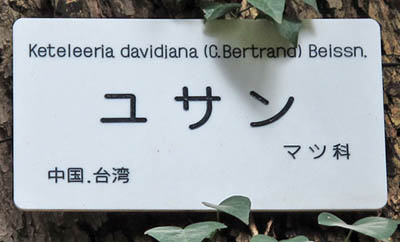 Keteleeria davidiana (C.Bertrand) Beissn.
ユサン
マツ科
中国.台湾